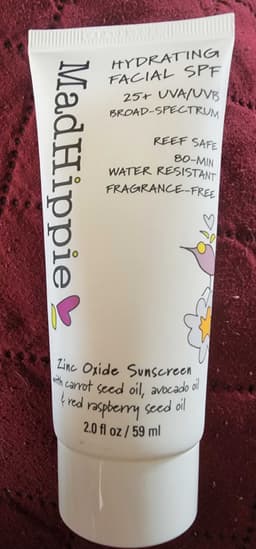 HYDRATING
FACIAL SPF
25+ UVA/UVB
BROAD-SPECTRUM
REEF SAFE
80-MIN
WATER RESISTANT
FRAGRANCE-FREE
MadHippie
Zinc Oxide Sunscreen
with carrot seed oil, avocado oil
& red raspberry seed oil
2.0 fl oz / 59 ml